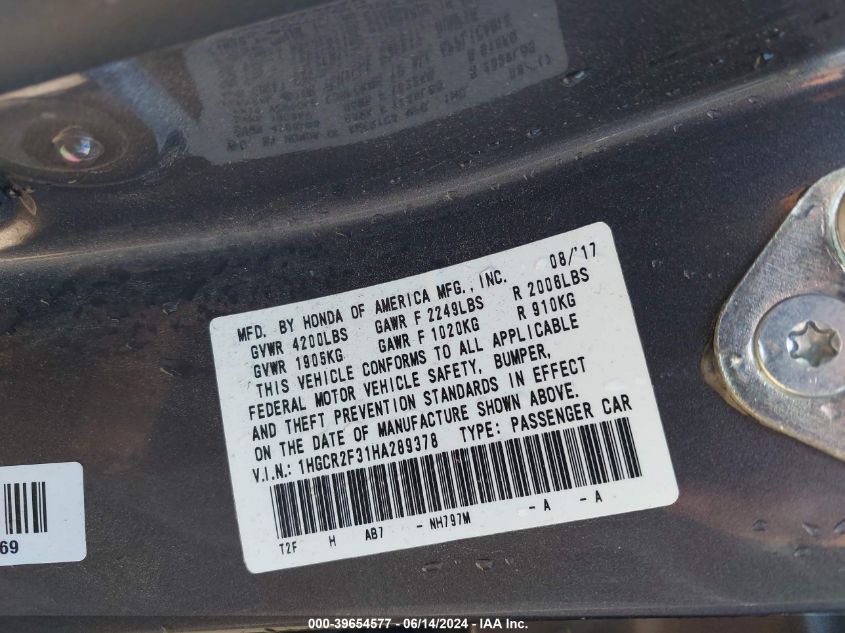 MFD. BY HONDA OF AMERICA MFG., INC. 08/'17
GVWR 4200LBS GAWR F 2249LBS R 2006LBS
GVWR 1905KG GAWR F 1020KG R 910KG
THIS VEHICLE CONFORMS TO ALL APPLICABLE
FEDERAL MOTOR VEHICLE SAFETY, BUMPER,
AND THEFT PREVENTION STANDARDS IN EFFECT
ON THE DATE OF MANUFACTURE SHOWN ABOVE.
V.I.N.: 1HGCR2F31HA289378 TYPE: PASSENGER CAR
T2F H AB7 -NH797M -A -A
69
000-39654577 - 06/14/2024 - IAA Inc.